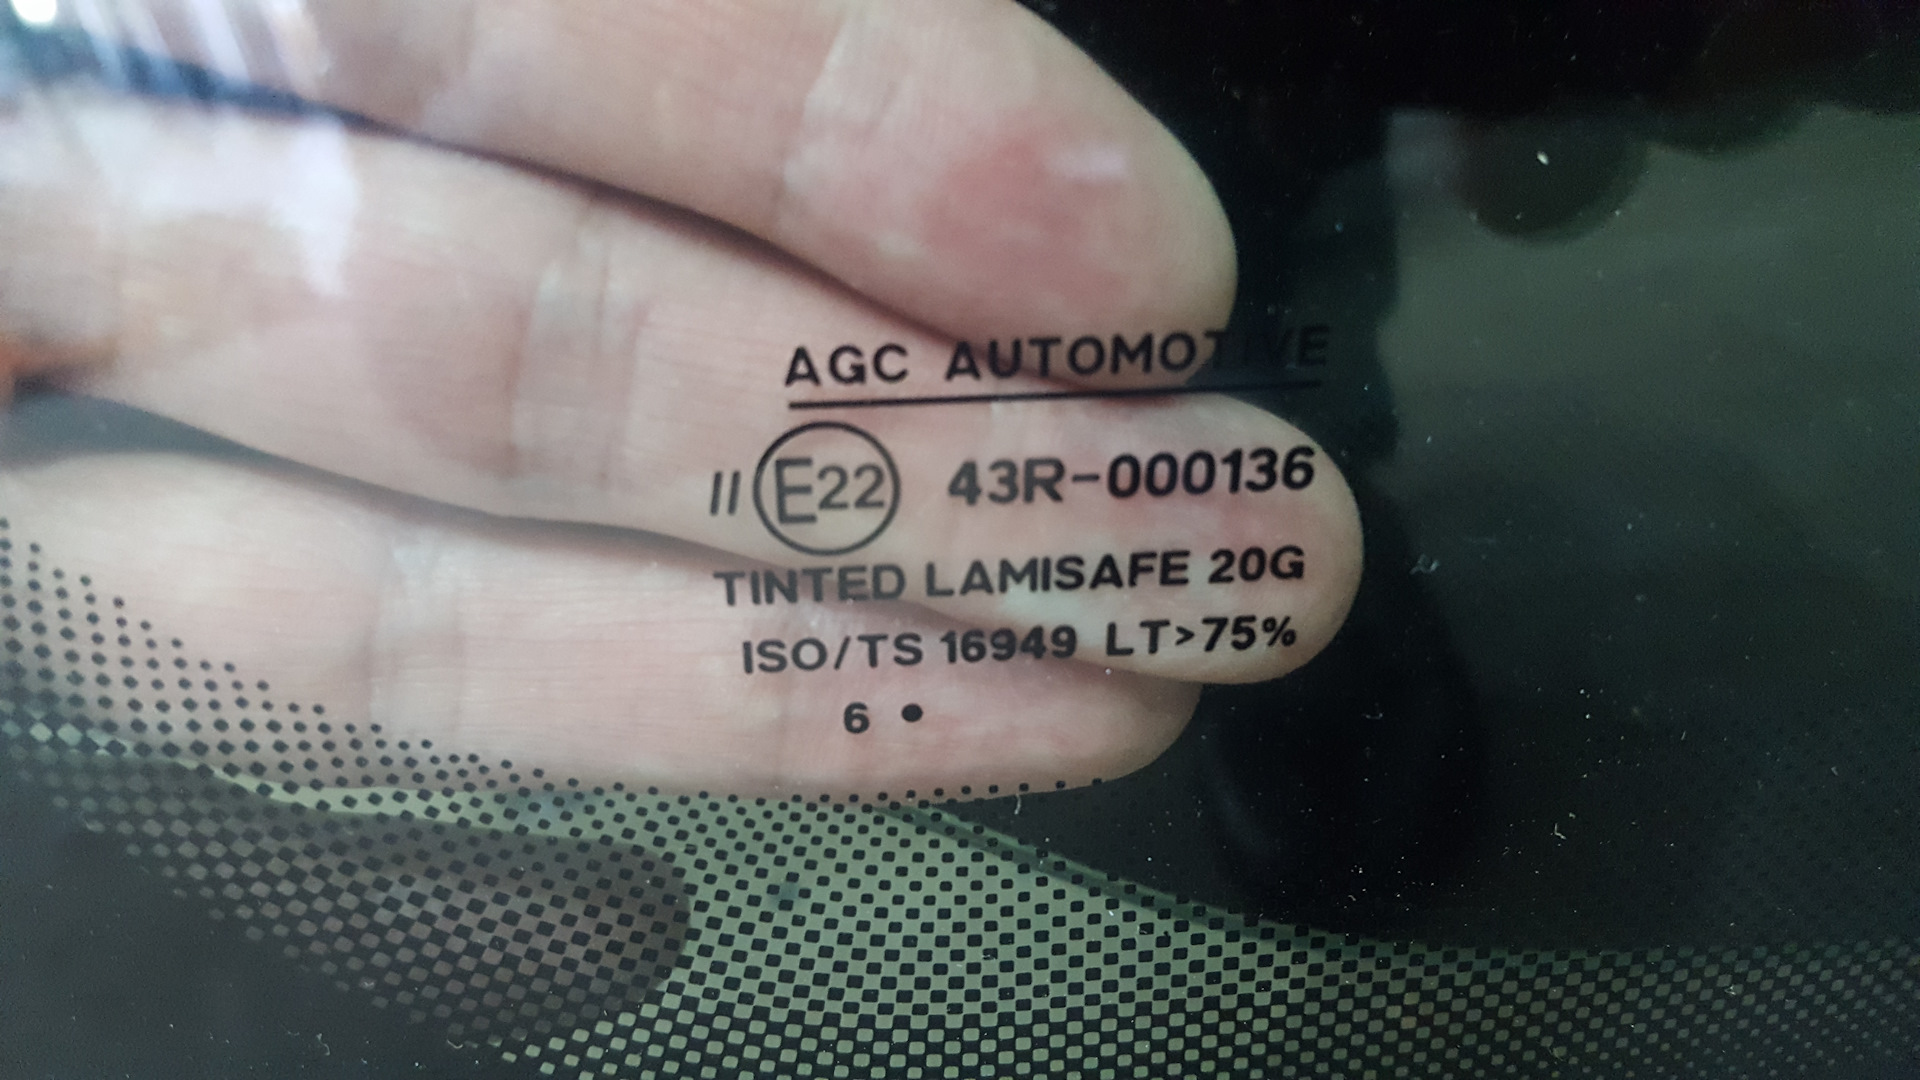 AGC AUTOMOTIVE
II E22 43R-000136
TINTED LAMISAFE 20G
ISO/TS 16949 LT>75%
6 •